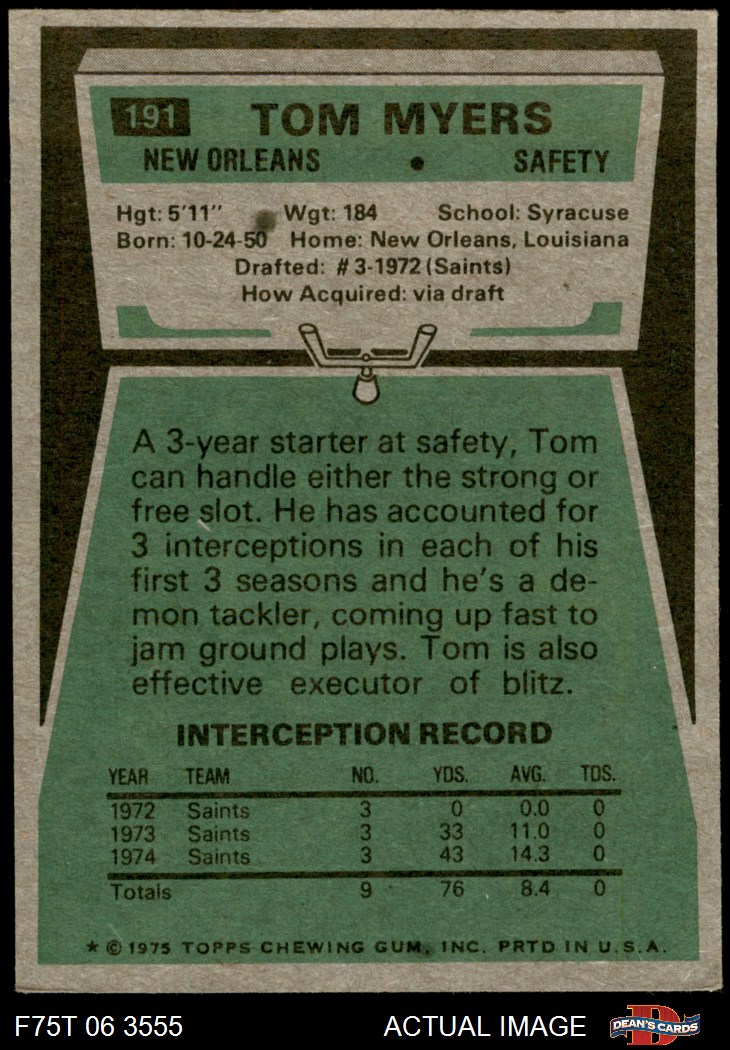 191 TOM MYERS
NEW ORLEANS • SAFETY
Hgt: 5'11" Wgt: 184 School: Syracuse
Born: 10-24-50 Home: New Orleans, Louisiana
Drafted: #3-1972 (Saints)
How Acquired: via draft
A 3-year starter at safety, Tom
can handle either the strong or
free slot. He has accounted for
3 interceptions in each of his
first 3 seasons and he's a de-
mon tackler, coming up fast to
jam ground plays. Tom is also
effective executor of blitz.
INTERCEPTION RECORD
YEAR TEAM NO. YDS. AVG. TDS.
1972 Saints 3 0 0.0 0
1973 Saints 3 33 11.0 0
1974 Saints 3 43 14.3 0
Totals 9 76 8.4 0
* © 1975 TOPPS CHEWING GUM, INC. PRTD IN U.S.A.
F75T 06 3555 ACTUAL IMAGE DEAN'S CARDS